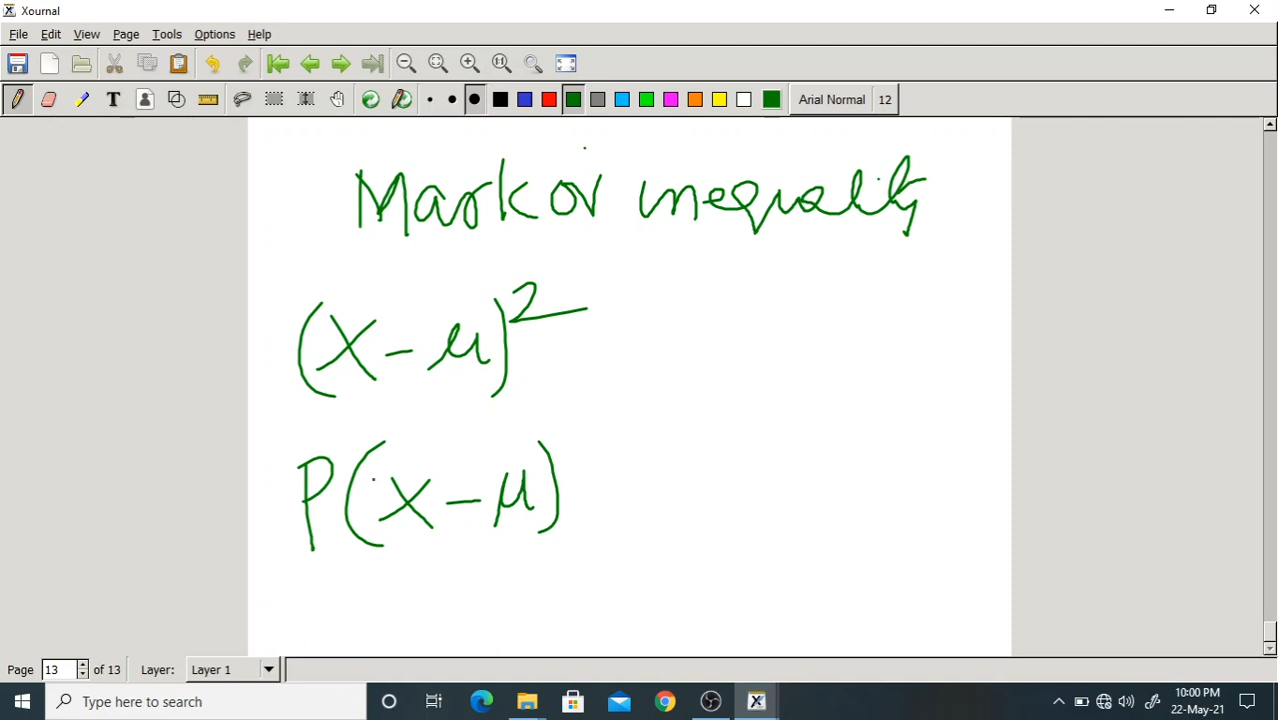 Xournal
File Edit View Page Tools Options Help
Arial Normal 12
Markov inequality
(X - μ)²
P(X - μ)
Page 13 of 13 Layer: Layer 1
Type here to search
10:00 PM
22-May-21